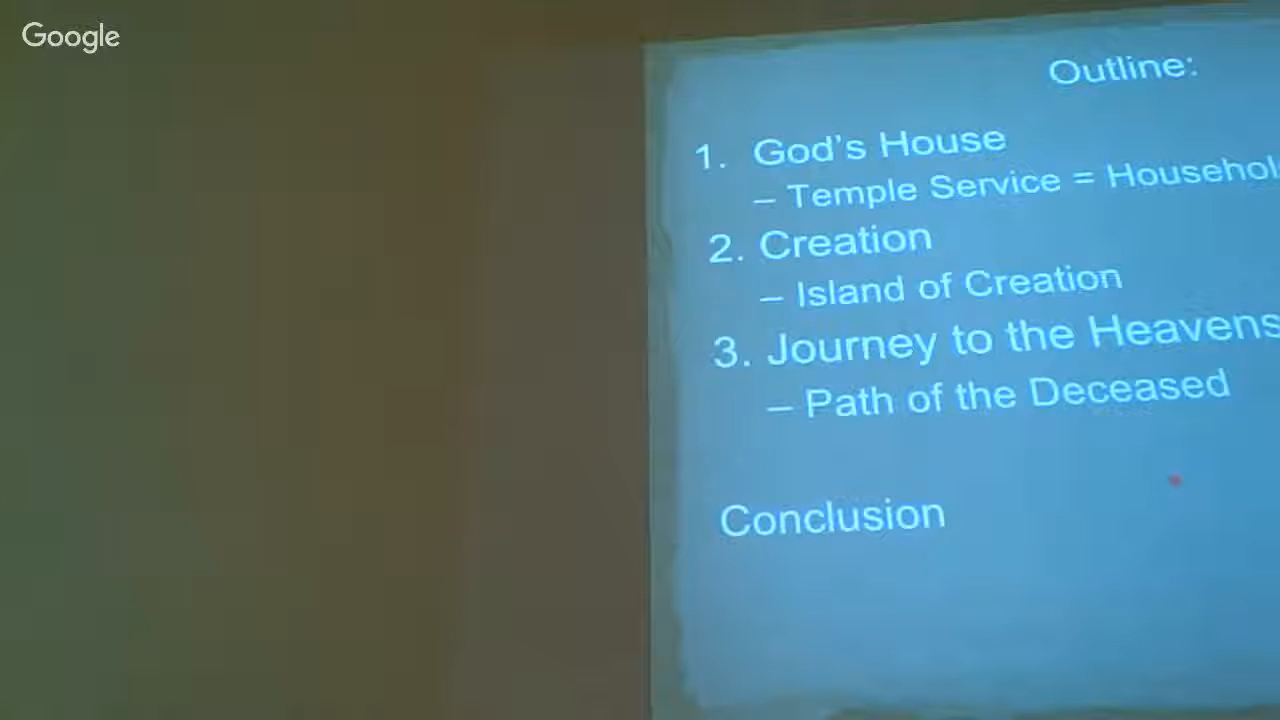 Google
Outline:
1. God's House
– Temple Service =
2. Creation
– Island of Creation
3. Journey to the Heavens
– Path of the Deceased
Conclusion